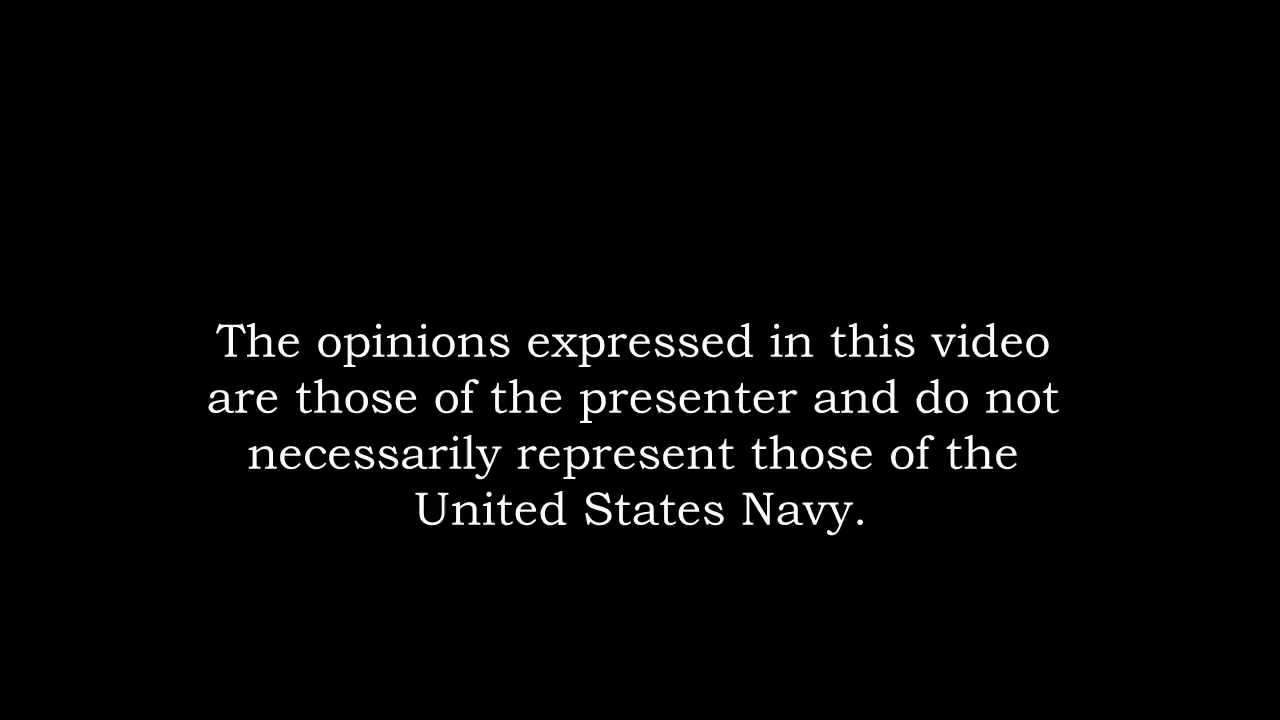 The opinions expressed in this video
are those of the presenter and do not
necessarily represent those of the
United States Navy.